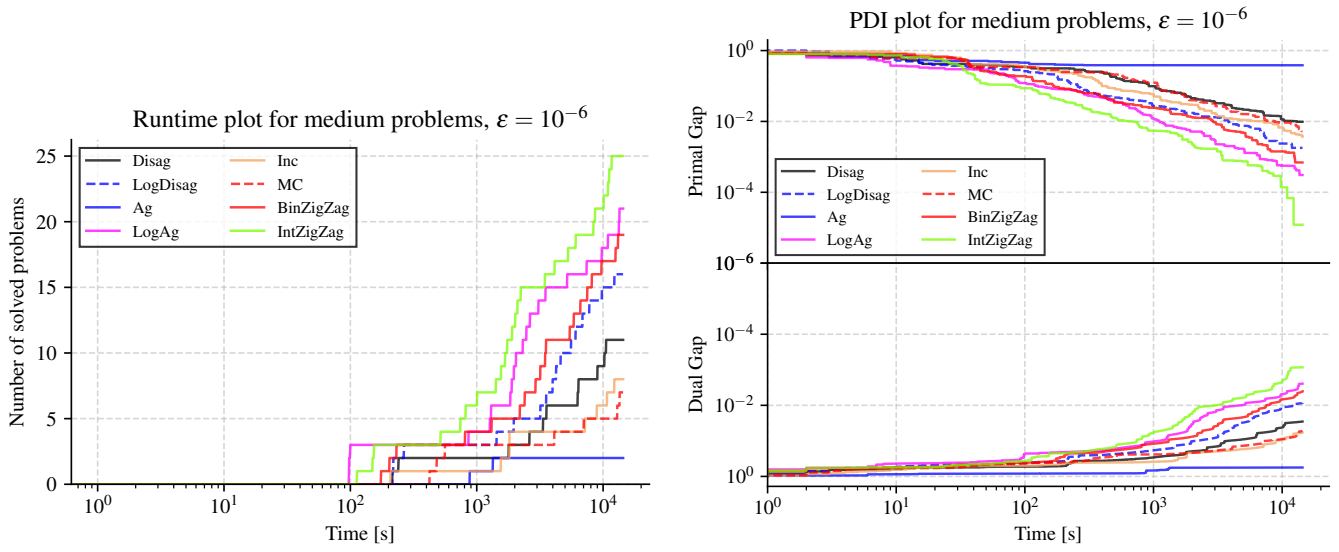 Runtime plot for medium problems, ε = 10⁻⁶
Number of solved problems
25
20
15
10
5
0
Disag
LogDisag
Ag
LogAg
Inc
MC
BinZigZag
IntZigZag
10⁰ 10¹ 10² 10³ 10⁴
Time [s]
PDI plot for medium problems, ε = 10⁻⁶
Primal Gap
10⁰
10⁻²
10⁻⁴
10⁻⁶
Disag
LogDisag
Ag
LogAg
Inc
MC
BinZigZag
IntZigZag
Dual Gap
10⁻⁴
10⁻²
10⁰
10⁰ 10¹ 10² 10³ 10⁴
Time [s]